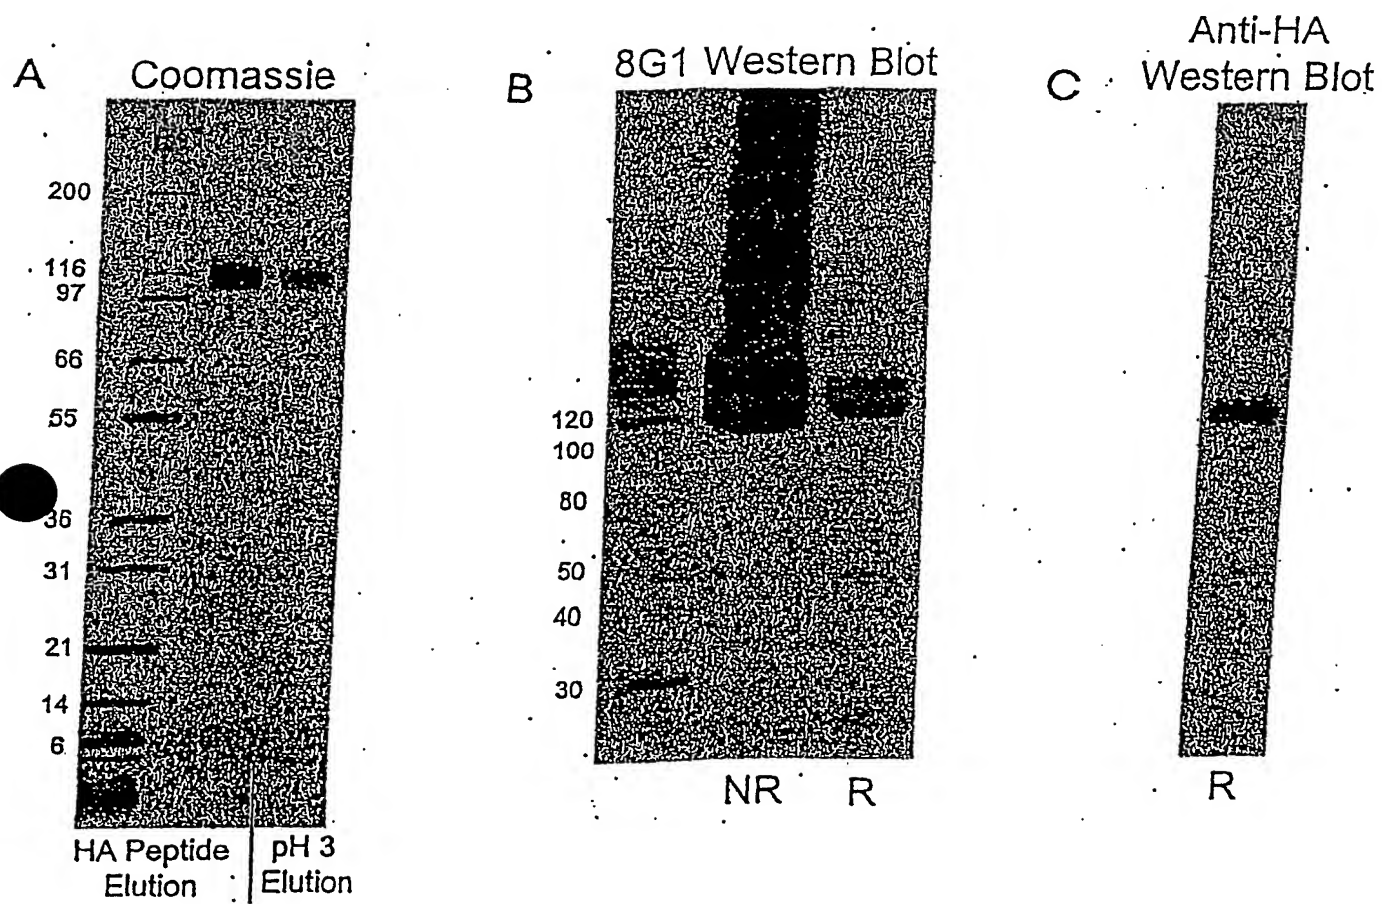 A
Coomassie
200
116
97
66
55
36
31
21
14
6
HA Peptide
Elution
pH 3
Elution
B
8G1 Western Blot
120
100
80
50
40
30
NR
R
C
Anti-HA
Western Blot
R